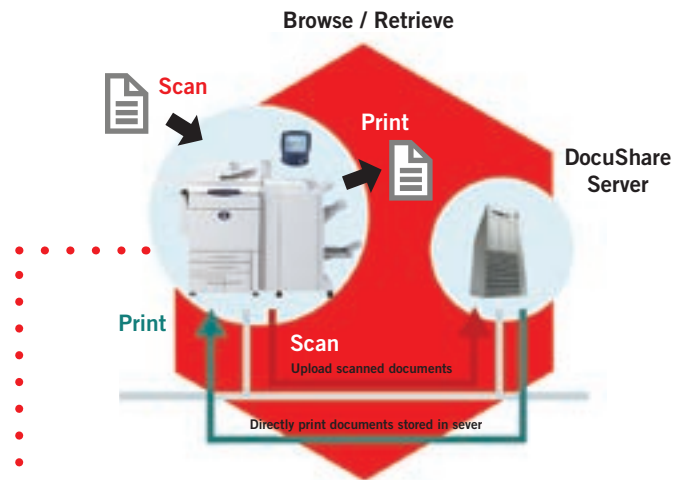 Browse / Retrieve
Scan
Print
DocuShare
Server
Print
Scan
Upload scanned documents
Directly print documents stored in sever